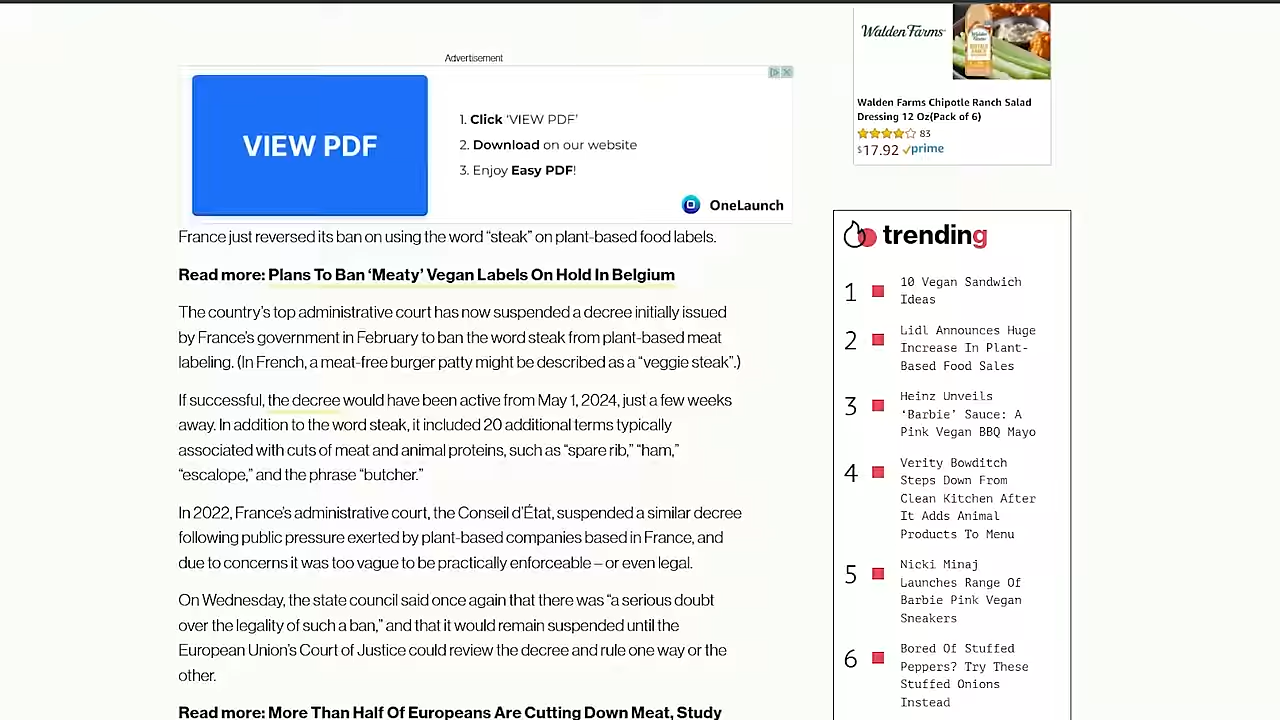 Advertisement
VIEW PDF
1. Click ‘VIEW PDF’
2. Download on our website
3. Enjoy Easy PDF!
OneLaunch
France just reversed its ban on using the word “steak” on plant-based food labels.
Read more: Plans To Ban ‘Meaty’ Vegan Labels On Hold In Belgium
The country’s top administrative court has now suspended a decree initially issued
by France’s government in February to ban the word steak from plant-based meat
labeling. (In French, a meat-free burger patty might be described as a “veggie steak”.)
If successful, the decree would have been active from May 1, 2024, just a few weeks
away. In addition to the word steak, it included 20 additional terms typically
associated with cuts of meat and animal proteins, such as “spare rib,” “ham,”
“escalope,” and the phrase “butcher.”
In 2022, France’s administrative court, the Conseil d’État, suspended a similar decree
following public pressure exerted by plant-based companies based in France, and
due to concerns it was too vague to be practically enforceable – or even legal.
On Wednesday, the state council said once again that there was “a serious doubt
over the legality of such a ban,” and that it would remain suspended until the
European Union’s Court of Justice could review the decree and rule one way or the
other.
Read more: More Than Half Of Europeans Are Cutting Down Meat, Study
Walden Farms
Walden Farms Chipotle Ranch Salad
Dressing 12 Oz(Pack of 6)
83
$17.92 prime
trending
1 10 Vegan Sandwich
Ideas
2 Lidl Announces Huge
Increase In Plant-
Based Food Sales
3 Heinz Unveils
‘Barbie’ Sauce: A
Pink Vegan BBQ Mayo
4 Verity Bowditch
Steps Down From
Clean Kitchen After
It Adds Animal
Products To Menu
5 Nicki Minaj
Launches Range Of
Barbie Pink Vegan
Sneakers
6 Bored Of Stuffed
Peppers? Try These
Stuffed Onions
Instead